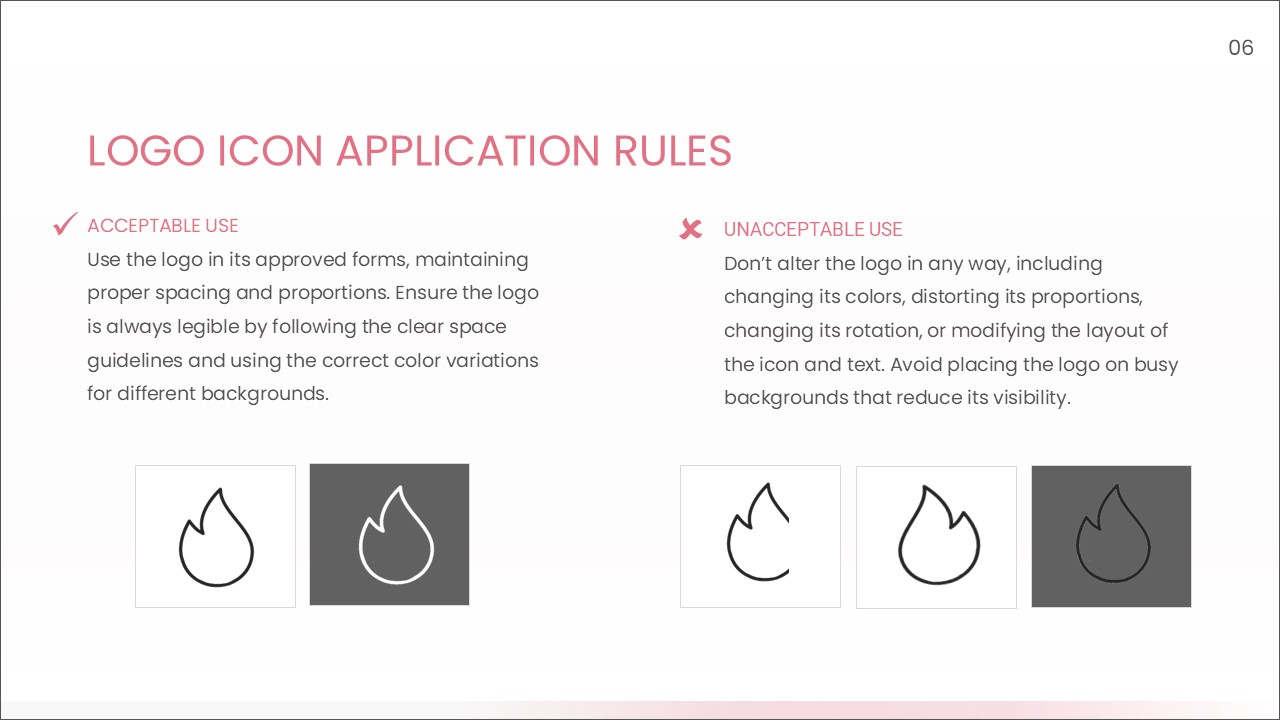 06
LOGO ICON APPLICATION RULES
ACCEPTABLE USE
Use the logo in its approved forms, maintaining
proper spacing and proportions. Ensure the logo
is always legible by following the clear space
guidelines and using the correct color variations
for different backgrounds.
UNACCEPTABLE USE
Don’t alter the logo in any way, including
changing its colors, distorting its proportions,
changing its rotation, or modifying the layout of
the icon and text. Avoid placing the logo on busy
backgrounds that reduce its visibility.